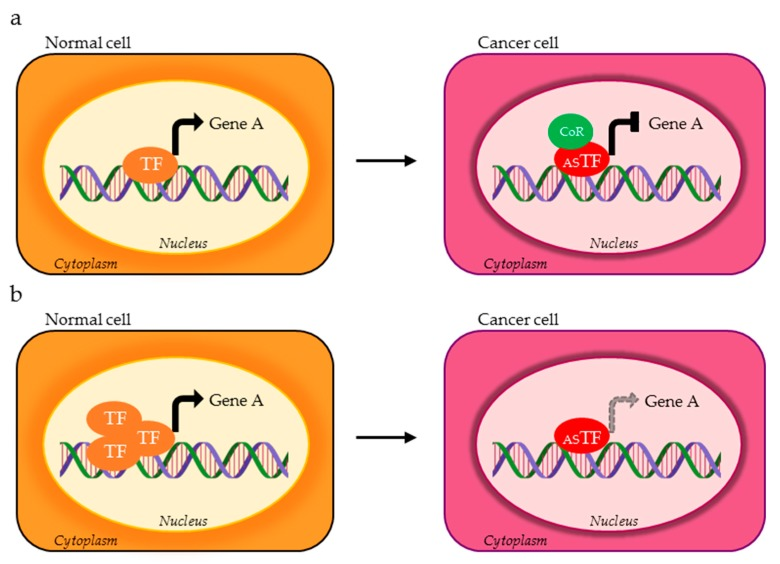 a
Normal cell
Cancer cell
Gene A
TF
CoR
Gene A
ASTF
Nucleus
Cytoplasm
Nucleus
Cytoplasm
b
Normal cell
Cancer cell
TF
Gene A
TF
TF
Gene A
ASTF
Nucleus
Cytoplasm
Nucleus
Cytoplasm